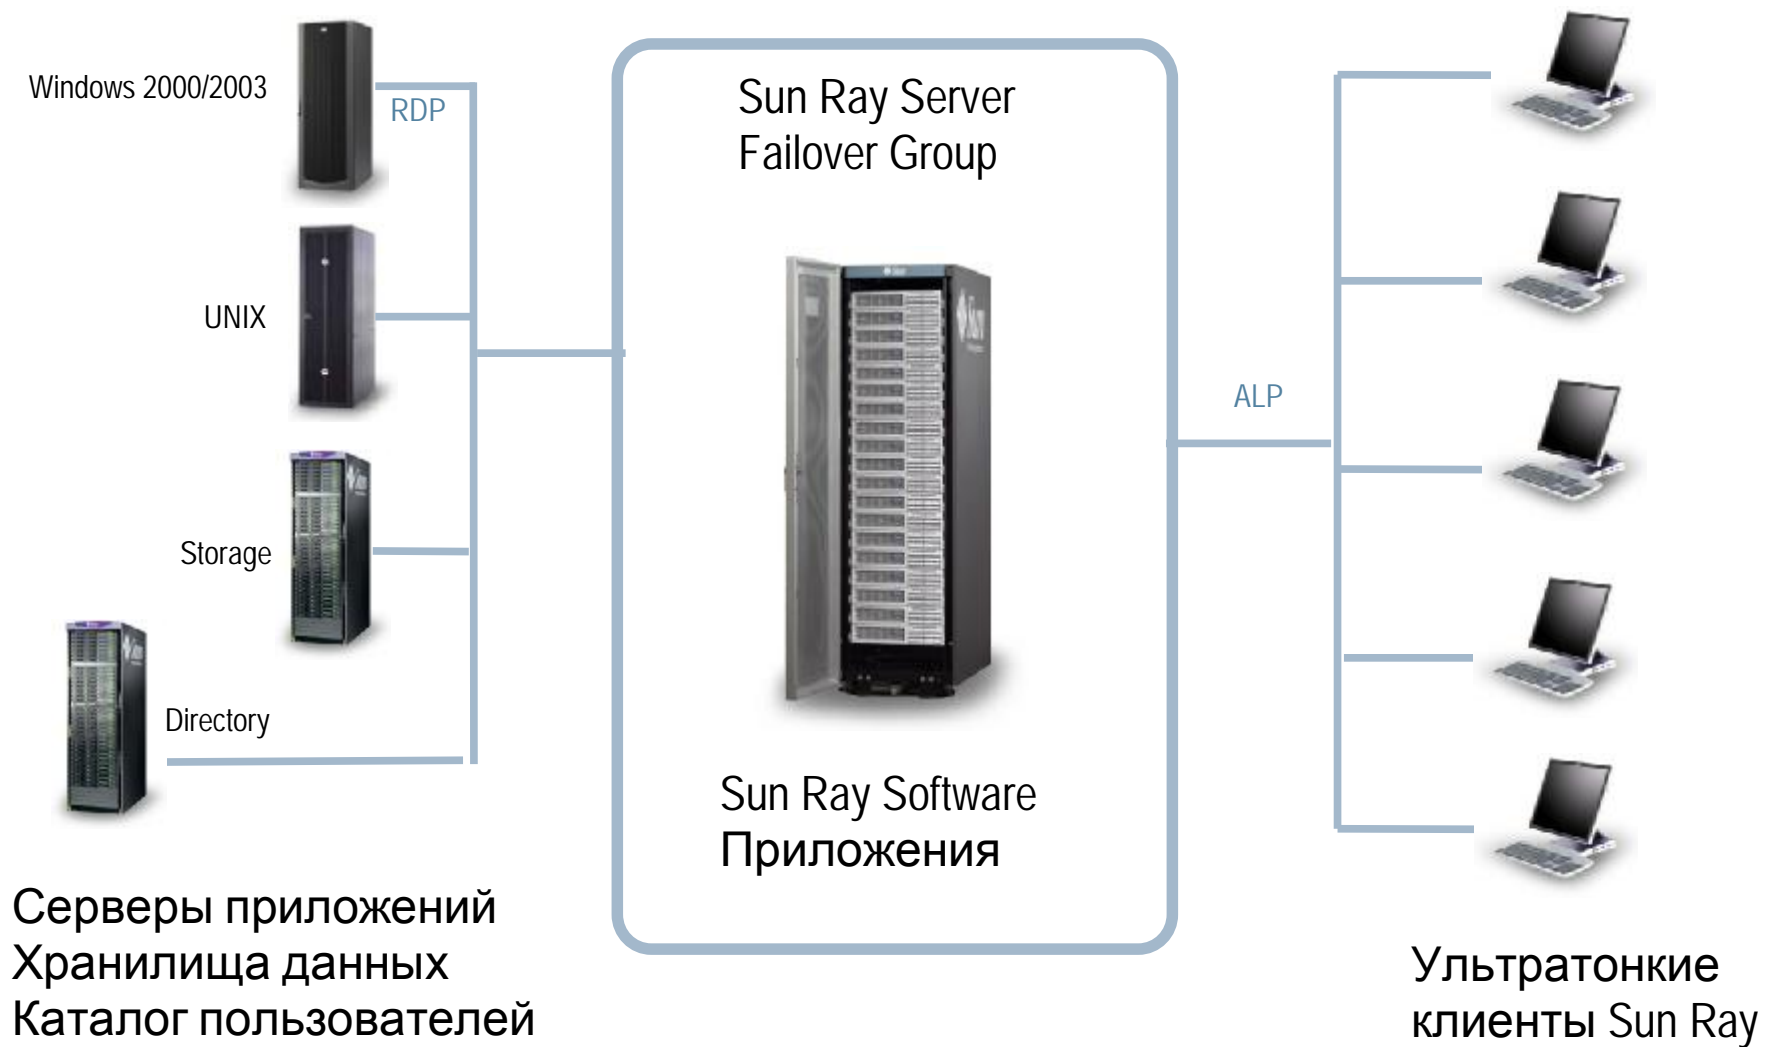 Windows 2000/2003
RDP
UNIX
Storage
Directory
Серверы приложений
Хранилища данных
Каталог пользователей
Sun Ray Server
Failover Group
Sun
Sun Ray Software
Приложения
ALP
Ультратонкие
клиенты Sun Ray